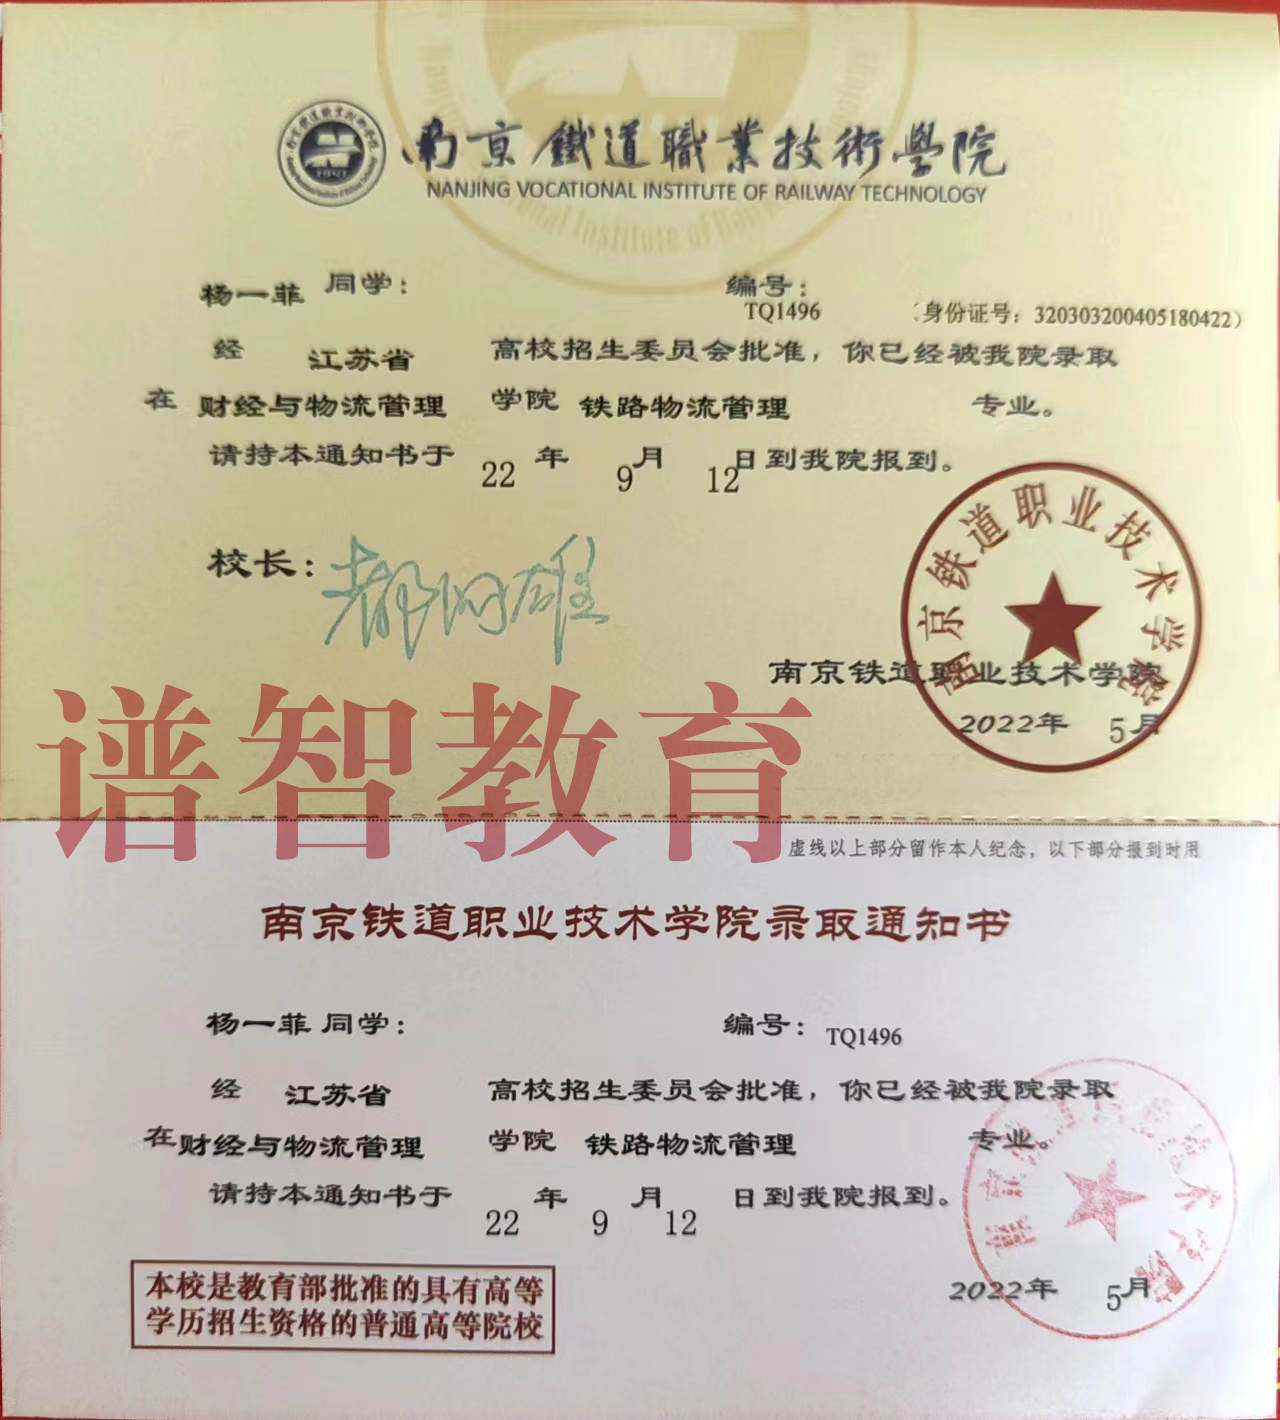 南京鐵道職業技術學院
NANJING VOCATIONAL INSTITUTE OF RAILWAY TECHNOLOGY
杨一菲 同学： 编号：
TQ1496 （身份证号：320303200405180422）
经 江苏省 高校招生委员会批准，你已经被我院录取
在 财经与物流管理 学院 铁路物流管理 专业。
请持本通知书于 22 年 9 月 12 日到我院报到。
校长：
南京铁道职业技术学院
南京铁道职业技术学院
2022年 5月
谱智教育
虚线以上部分留作本人纪念，以下部分报到时用
南京铁道职业技术学院录取通知书
杨一菲 同学： 编号： TQ1496
经 江苏省 高校招生委员会批准，你已经被我院录取
在 财经与物流管理 学院 铁路物流管理 专业。
请持本通知书于 22 年 9 月 12 日到我院报到。
2022年 5月
本校是教育部批准的具有高等
学历招生资格的普通高等院校